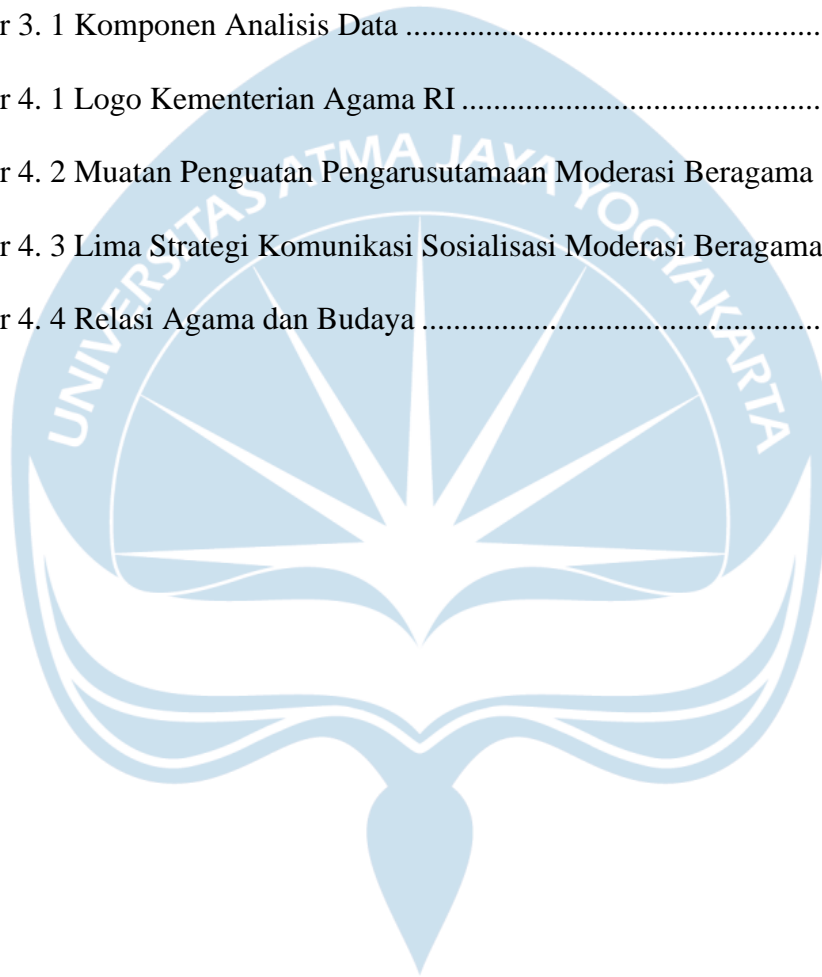 r 3. 1 Komponen Analisis Data ....................................................
r 4. 1 Logo Kementerian Agama RI .............................................
r 4. 2 Muatan Penguatan Pengarusutamaan Moderasi Beragama
r 4. 3 Lima Strategi Komunikasi Sosialisasi Moderasi Beragama
r 4. 4 Relasi Agama dan Budaya ..................................................
UNIVERSITAS ATMA JAYA YOGYAKARTA